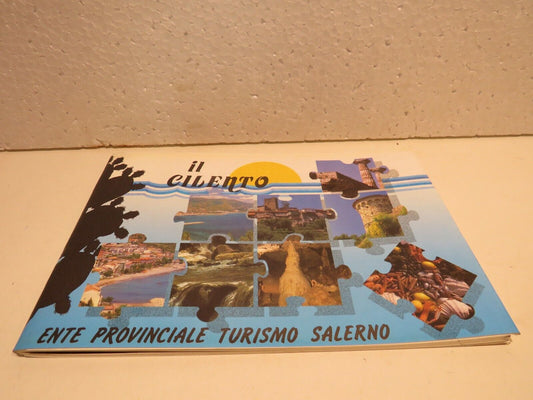 il
CILENTO
ENTE PROVINCIALE TURISMO SALERNO